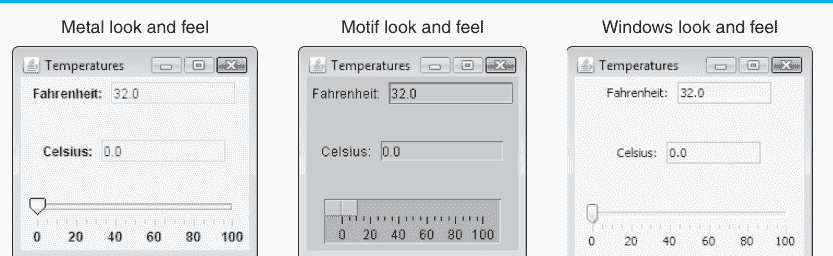 Metal look and feel
Temperatures
Fahrenheit: 32.0
Celsius: 0.0
0 20 40 60 80 100
Motif look and feel
Temperatures
Fahrenheit: 32.0
Celsius: 0.0
0 20 40 60 80 100
Windows look and feel
Temperatures
Fahrenheit: 32.0
Celsius: 0.0
0 20 40 60 80 100